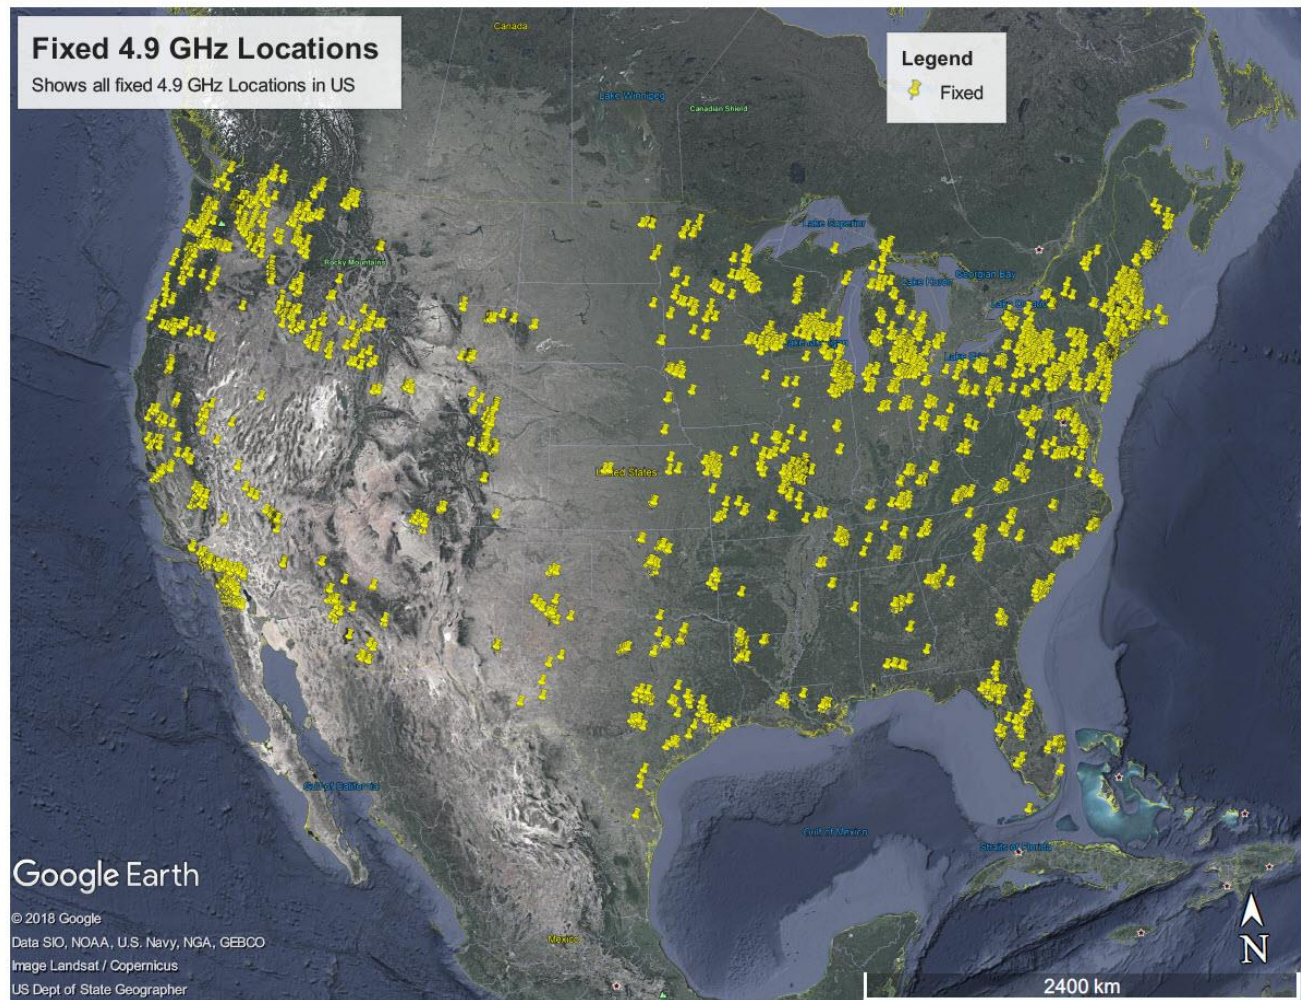 Fixed 4.9 GHz Locations
Shows all fixed 4.9 GHz Locations in US
Legend
Fixed
Canada
Lake Winnipeg
Canadian Shield
Lake Superior
Rocky Mountains
Georgian Bay
Lake Huron
United States
Gulf of California
Gulf of Mexico
Straits of Florida
Mexico
Google Earth
© 2018 Google
Data SIO, NOAA, U.S. Navy, NGA, GEBCO
Image Landsat / Copernicus
US Dept of State Geographer
N
2400 km